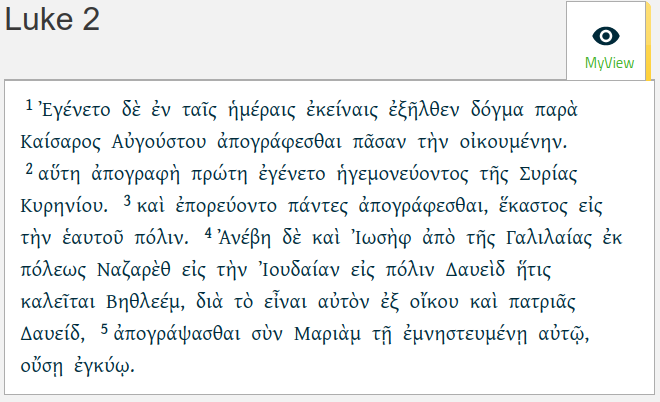 Luke 2
MyView
1 Ἐγένετο δὲ ἐν ταῖς ἡμέραις ἐκείναις ἐξῆλθεν δόγμα παρὰ
Καίσαρος Αὐγούστου ἀπογράφεσθαι πᾶσαν τὴν οἰκουμένην.
2 αὕτη ἀπογραφὴ πρώτη ἐγένετο ἡγεμονεύοντος τῆς Συρίας
Κυρηνίου. 3 καὶ ἐπορεύοντο πάντες ἀπογράφεσθαι, ἕκαστος εἰς
τὴν ἑαυτοῦ πόλιν. 4 Ἀνέβη δὲ καὶ Ἰωσὴφ ἀπὸ τῆς Γαλιλαίας ἐκ
πόλεως Ναζαρὲθ εἰς τὴν Ἰουδαίαν εἰς πόλιν Δαυεὶδ ἥτις
καλεῖται Βηθλεέμ, διὰ τὸ εἶναι αὐτὸν ἐξ οἴκου καὶ πατριᾶς
Δαυείδ, 5 ἀπογράψασθαι σὺν Μαριὰμ τῇ ἐμνηστευμένῃ αὐτῷ,
οὔσῃ ἐγκύῳ.